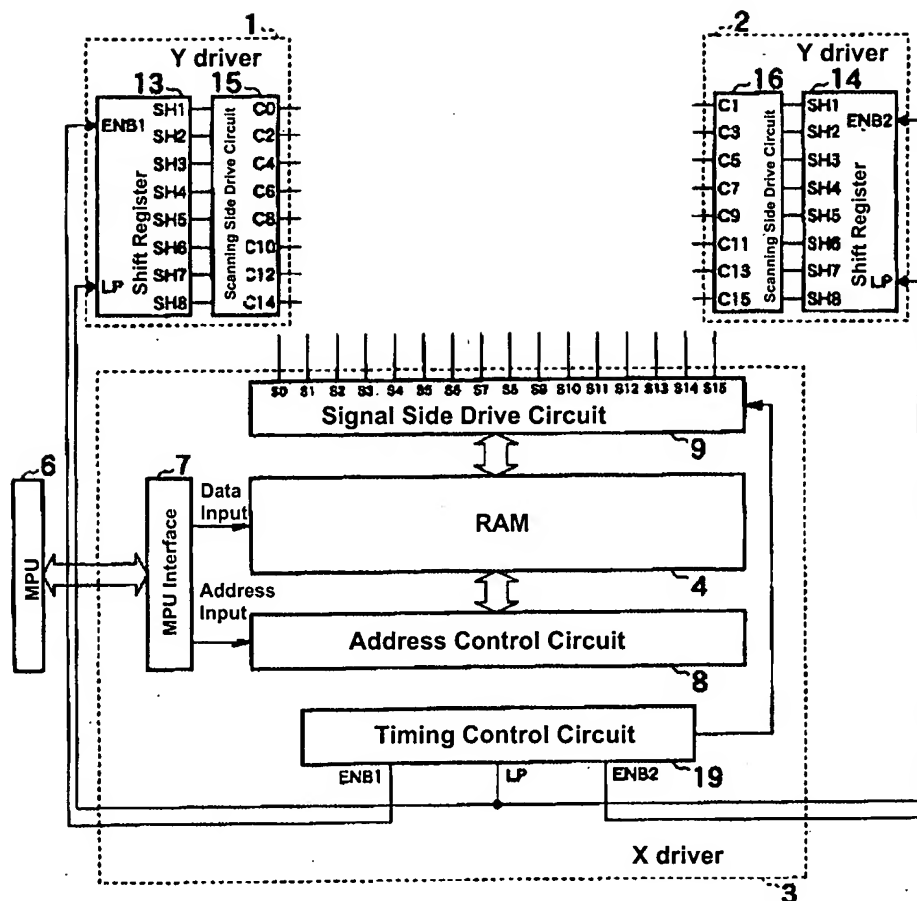 1
Y driver
13
15
ENB1
LP
Shift Register
SH1
SH2
SH3
SH4
SH5
SH6
SH7
SH8
Scanning Side Drive Circuit
C0
C2
C4
C6
C8
C10
C12
C14
2
Y driver
16
14
C1
C3
C5
C7
C9
C11
C13
C15
Scanning Side Drive Circuit
SH1
SH2
SH3
SH4
SH5
SH6
SH7
SH8
Shift Register
ENB2
LP
S0 S1 S2 S3 S4 S5 S6 S7 S8 S9 S10 S11 S12 S13 S14 S15
Signal Side Drive Circuit
9
6
MPU
7
MPU Interface
Data
Input
RAM
4
Address
Input
Address Control Circuit
8
Timing Control Circuit
19
ENB1
LP
ENB2
X driver
3